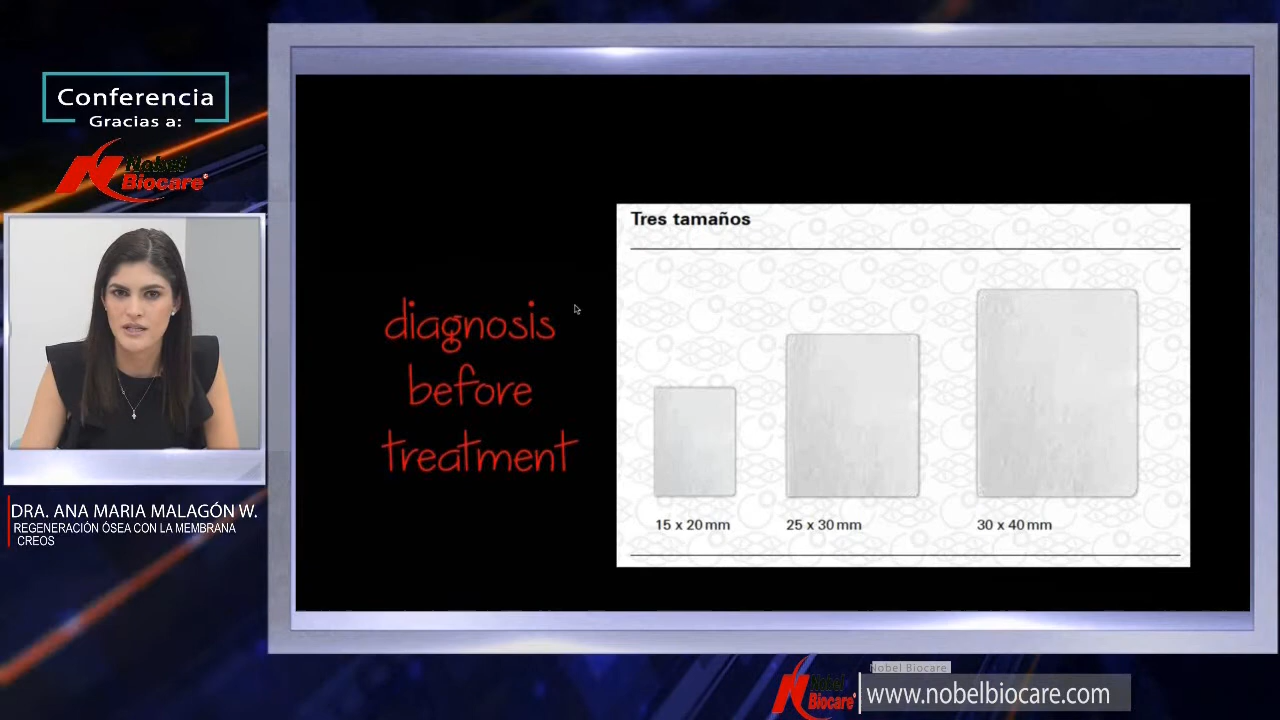 Conferencia
Gracias a:
Nobel
Biocare
DRA. ANA MARIA MALAGÓN W.
REGENERACIÓN ÓSEA CON LA MEMBRANA
CREOS
diagnosis
before
treatment
Tres tamaños
15 x 20 mm
25 x 30 mm
30 x 40 mm
Nobel
Biocare
Nobel Biocare
www.nobelbiocare.com